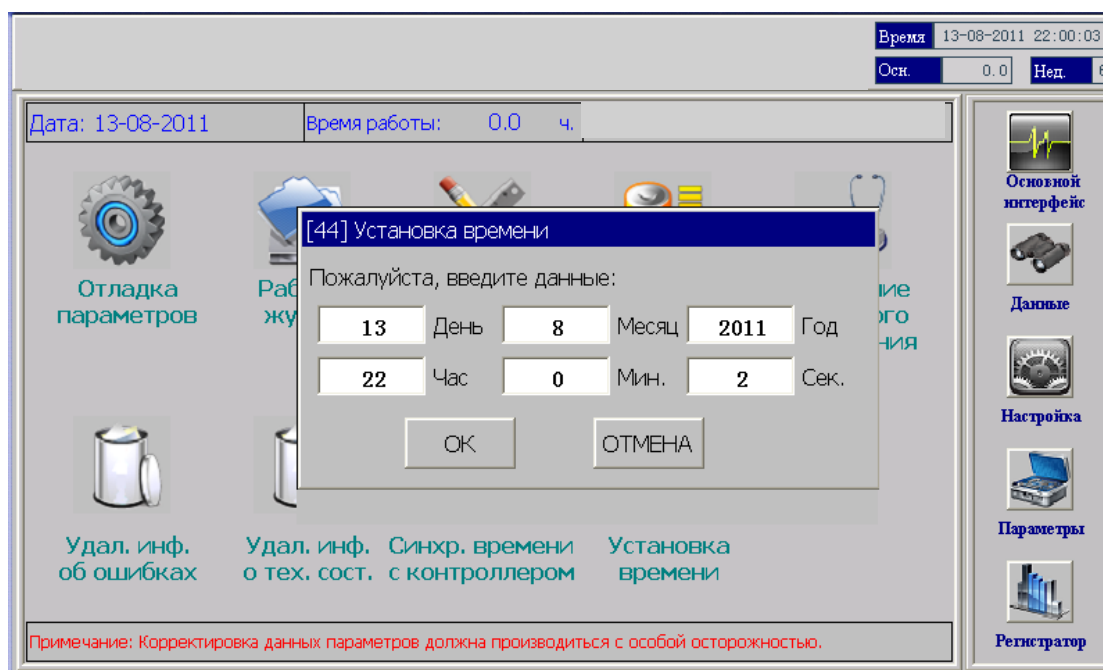 Время 13-08-2011 22:00:03
Осн. 0.0 Нед.
Дата: 13-08-2011 Время работы: 0.0 ч.
Отладка
параметров
[44] Установка времени
Пожалуйста, введите данные:
13 День 8 Месяц 2011 Год
22 Час 0 Мин. 2 Сек.
ОК ОТМЕНА
Удал. инф.
об ошибках
Удал. инф.
о тех. сост.
Синхр. времени
с контроллером
Установка
времени
Примечание: Корректировка данных параметров должна производиться с особой осторожностью.
Основной
интерфейс
Данные
Настройка
Параметры
Регистратор